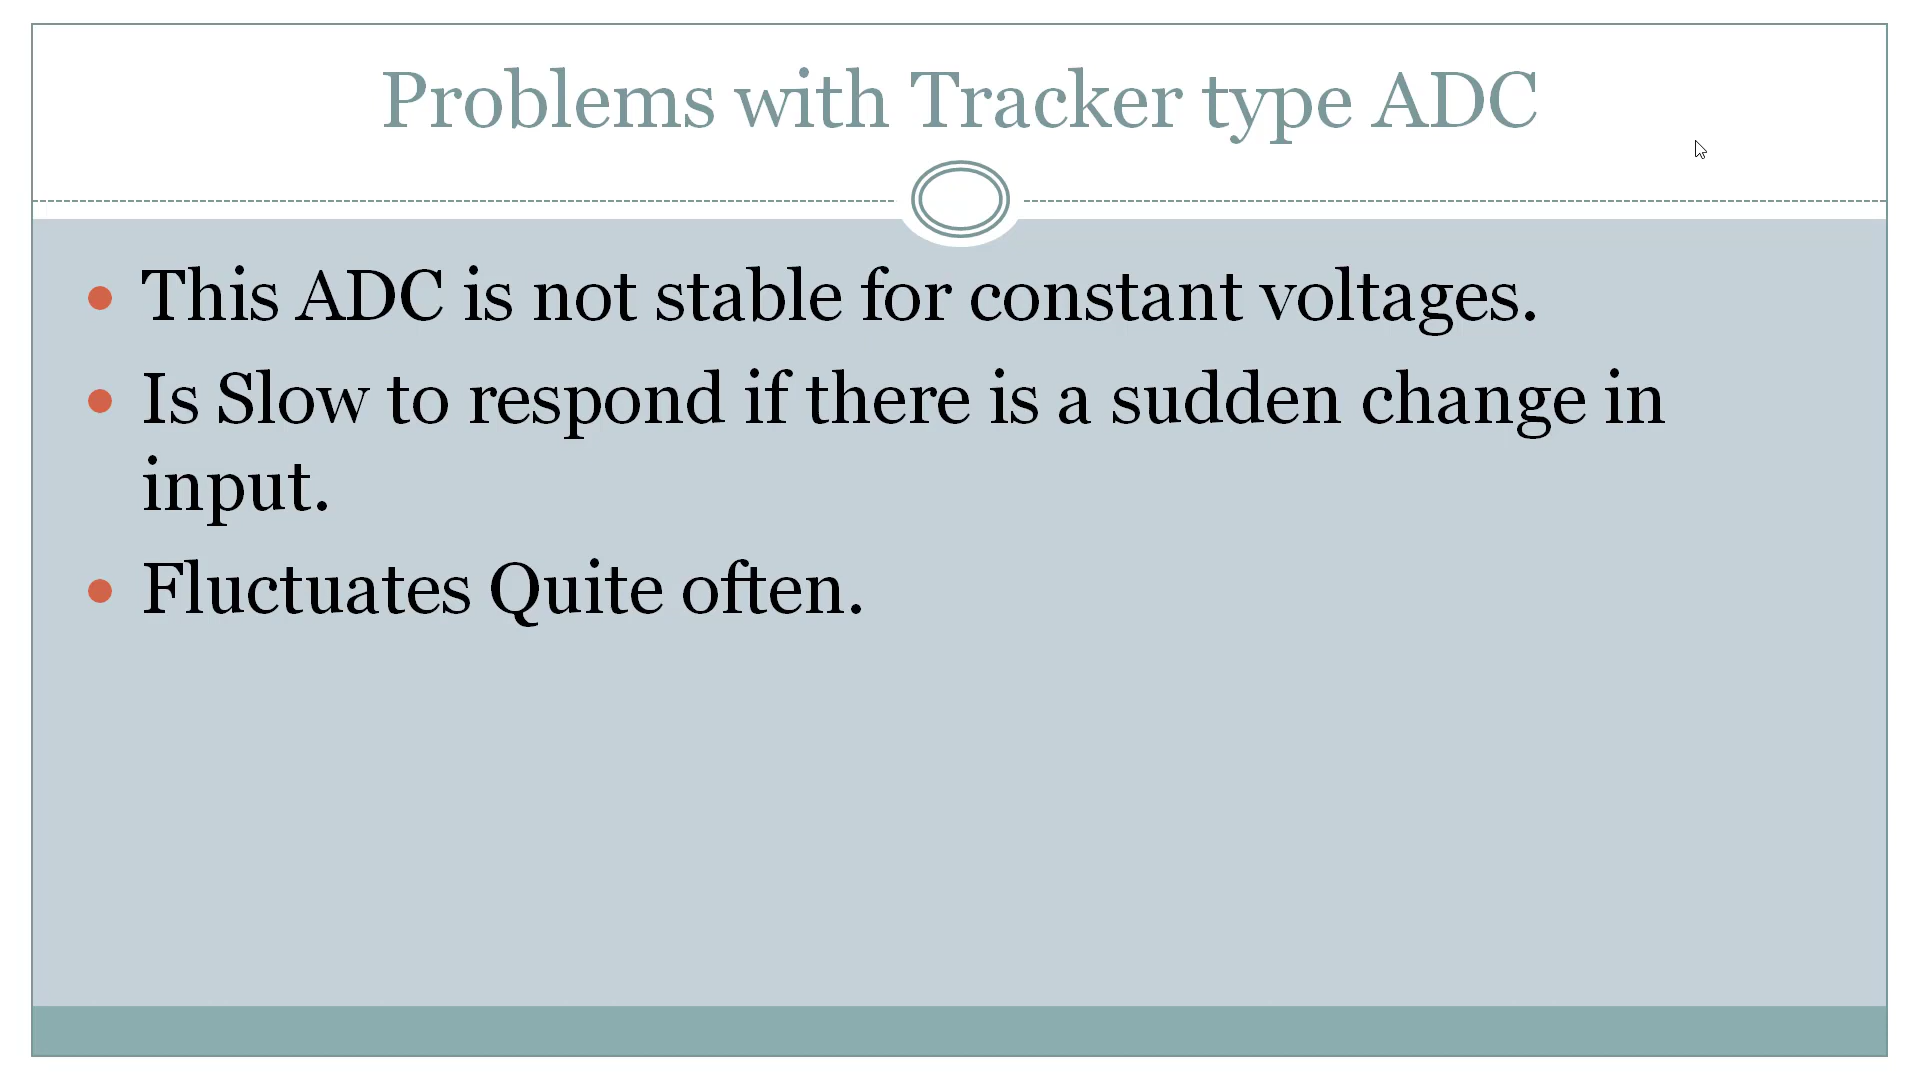 Problems with Tracker type ADC
This ADC is not stable for constant voltages.
Is Slow to respond if there is a sudden change in
input.
Fluctuates Quite often.